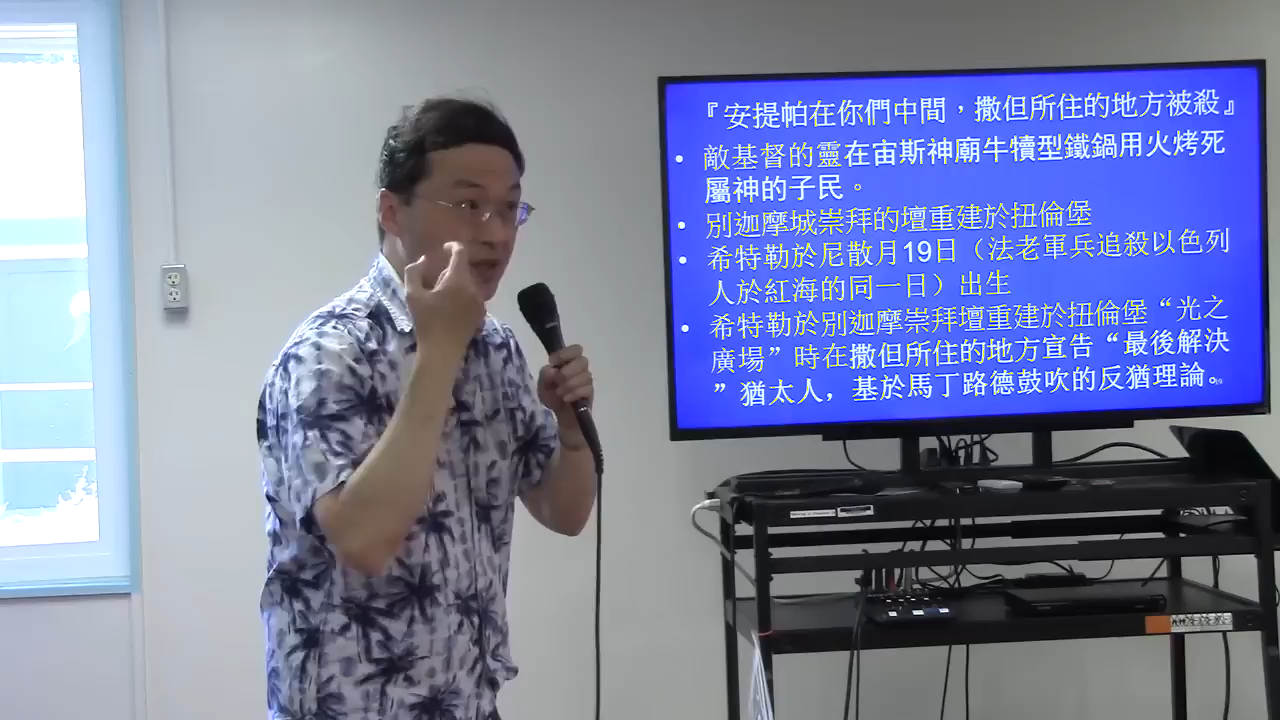 『安提帕在你們中間，撒但所住的地方被殺』
• 敵基督的靈在宙斯神廟牛犢型鐵鍋用火烤死
屬神的子民。
• 別迦摩城崇拜的壇重建於扭倫堡
• 希特勒於尼散月19日（法老軍兵追殺以色列
人於紅海的同一日）出生
• 希特勒於別迦摩崇拜壇重建於扭倫堡“光之
廣場”時在撒但所住的地方宣告“最後解決
”猶太人，基於馬丁路德鼓吹的反猶理論。